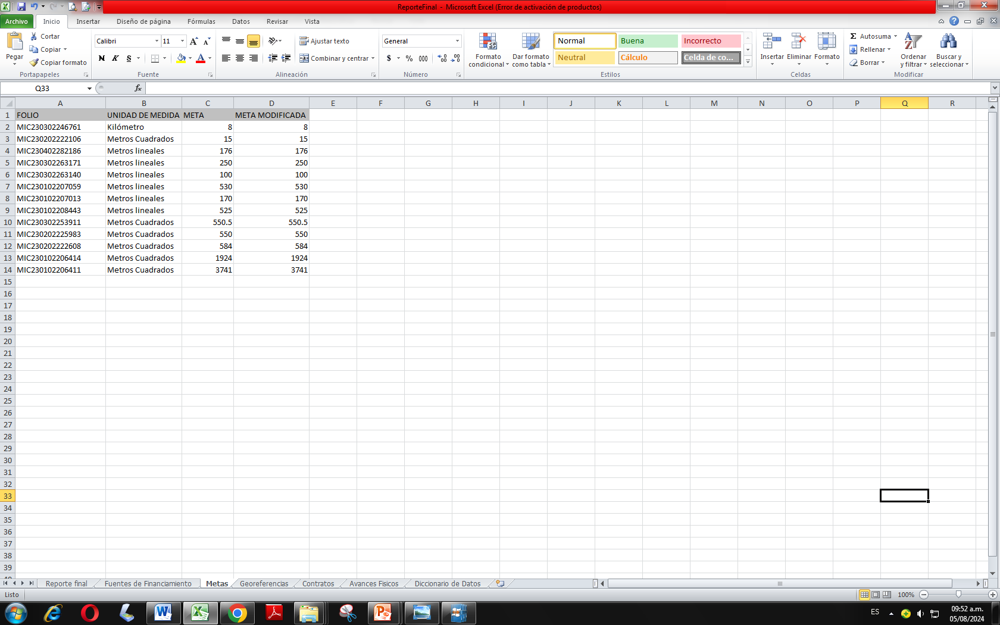 ReporteFinal - Microsoft Excel (Error de activación de productos)
Archivo Inicio Insertar Diseño de página Fórmulas Datos Revisar Vista
Pegar
Cortar
Copiar
Copiar formato
Portapapeles
Calibri 11
N K S
Fuente
Ajustar texto
Combinar y centrar
Alineación
General
$ % 000
Número
Formato condicional
Dar formato como tabla
Normal Buena Incorrecto
Neutral Cálculo Celda de co...
Estilos
Insertar Eliminar Formato
Celdas
Σ Autosuma
Rellenar
Borrar
Ordenar y filtrar
Buscar y seleccionar
Modificar
Q33 fx
A B C D E F G H I J K L M N O P Q R
1 FOLIO UNIDAD DE MEDIDA META META MODIFICADA
2 MIC230302246761 Kilómetro 8 8
3 MIC230202222106 Metros Cuadrados 15 15
4 MIC230402282186 Metros lineales 176 176
5 MIC230302263171 Metros lineales 250 250
6 MIC230302263140 Metros lineales 100 100
7 MIC230102207059 Metros lineales 530 530
8 MIC230102207013 Metros lineales 170 170
9 MIC230102208443 Metros lineales 525 525
10 MIC230302253911 Metros Cuadrados 550.5 550.5
11 MIC230202225983 Metros Cuadrados 550 550
12 MIC230202222608 Metros Cuadrados 584 584
13 MIC230102206414 Metros Cuadrados 1924 1924
14 MIC230102206411 Metros Cuadrados 3741 3741
15
16
17
18
19
20
21
22
23
24
25
26
27
28
29
30
31
32
33
34
35
36
37
38
39
Reporte final Fuentes de Financiamiento Metas Georeferencias Contratos Avances Fisicos Diccionario de Datos
Listo 100%
ES 09:52 a.m.
05/08/2024